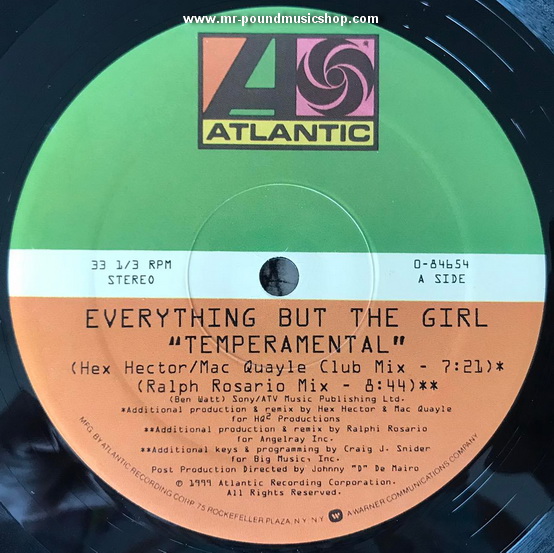 www.mr-poundmusicshop.com
ATLANTIC
33 1/3 RPM
STEREO
0-84654
A SIDE
EVERYTHING BUT THE GIRL
"TEMPERAMENTAL"
(Hex Hector/Mac Quayle Club Mix - 7:21)*
(Ralph Rosario Mix - 8:44)**
(Ben Watt) Sony/ATV Music Publishing Ltd.
*Additional production & remix by Hex Hector & Mac Quayle
for HQ² Productions
**Additional production & remix by Ralphi Rosario
for Angelray Inc.
**Additional keys & programming by Craig J. Snider
for Big Music, Inc.
Post Production Directed by Johnny "D" De Mairo
© 1999 Atlantic Recording Corporation.
All Rights Reserved.
MFG. BY ATLANTIC RECORDING CORP. 75 ROCKEFELLER PLAZA, N.Y. N.Y. A WARNER COMMUNICATIONS COMPANY